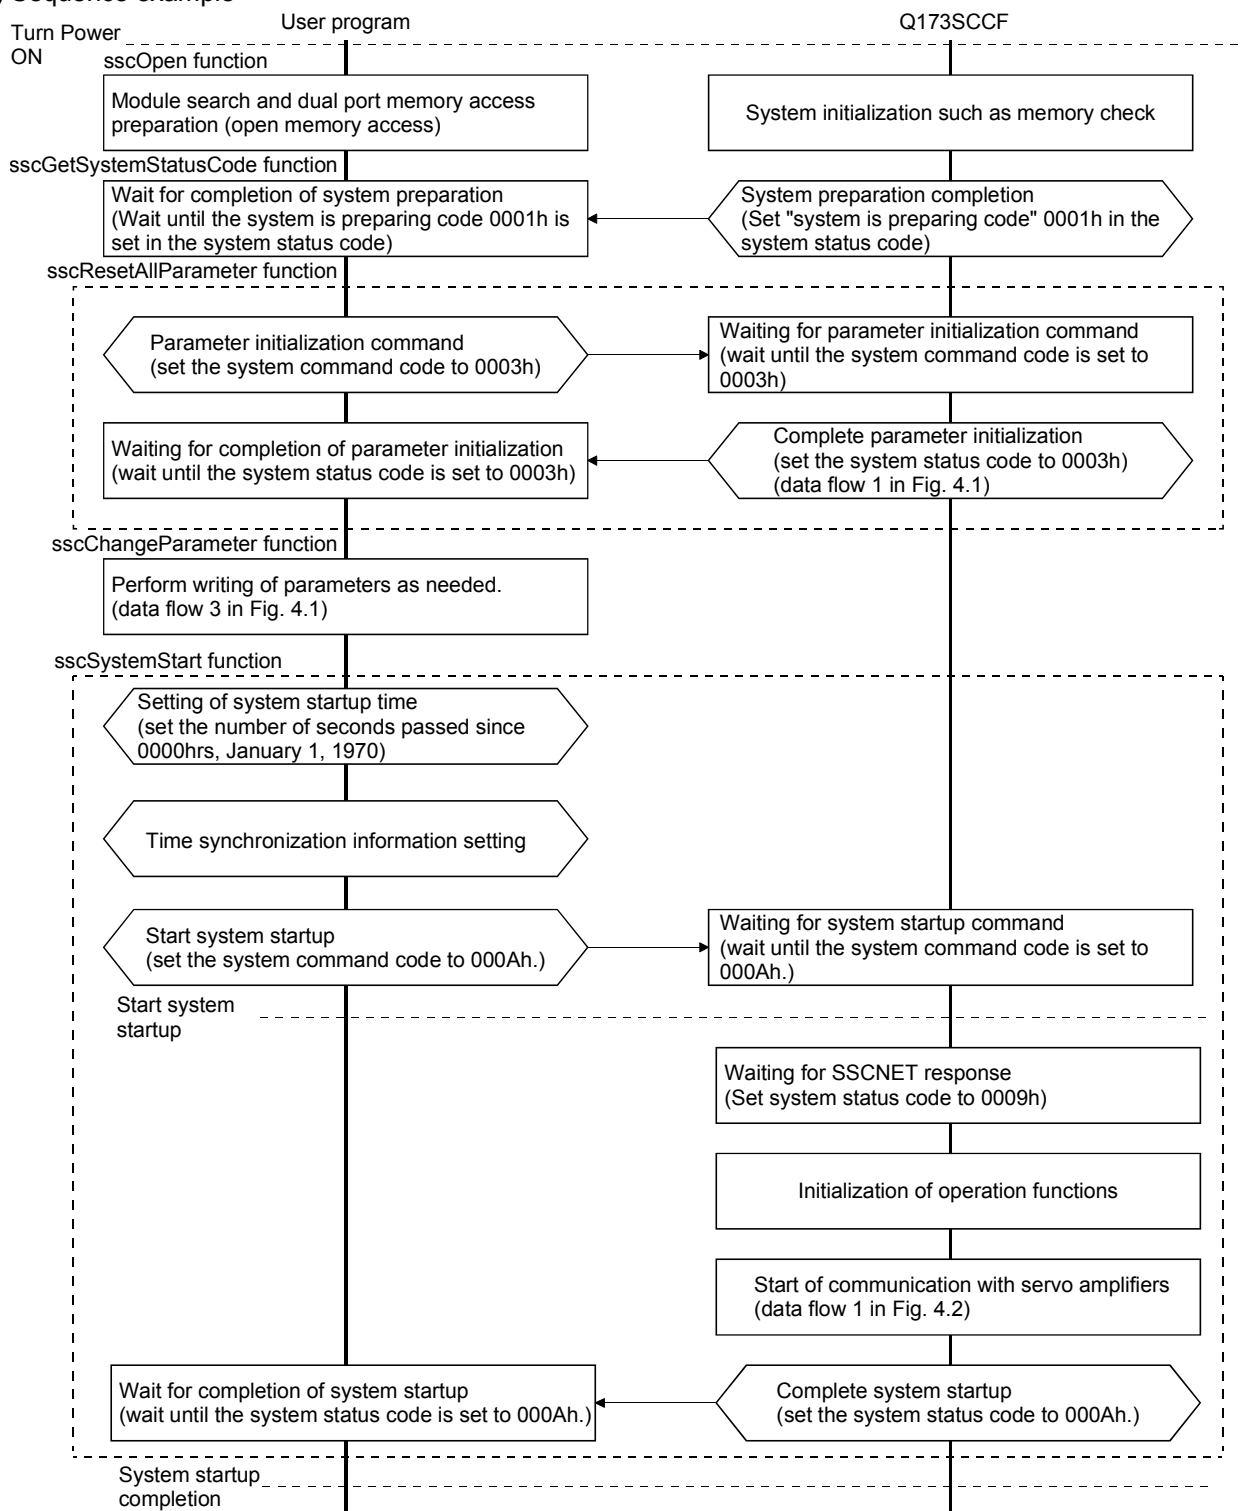 Sequence example
User program
Q173SCCF
Turn Power
ON
sscOpen function
Module search and dual port memory access
preparation (open memory access)
System initialization such as memory check
sscGetSystemStatusCode function
Wait for completion of system preparation
(Wait until the system is preparing code 0001h is
set in the system status code)
System preparation completion
(Set "system is preparing code" 0001h in the
system status code)
sscResetAllParameter function
Parameter initialization command
(set the system command code to 0003h)
Waiting for parameter initialization command
(wait until the system command code is set to
0003h)
Waiting for completion of parameter initialization
(wait until the system status code is set to 0003h)
Complete parameter initialization
(set the system status code to 0003h)
(data flow 1 in Fig. 4.1)
sscChangeParameter function
Perform writing of parameters as needed.
(data flow 3 in Fig. 4.1)
sscSystemStart function
Setting of system startup time
(set the number of seconds passed since
0000hrs, January 1, 1970)
Time synchronization information setting
Start system startup
(set the system command code to 000Ah.)
Waiting for system startup command
(wait until the system command code is set to
000Ah.)
Start system
startup
Waiting for SSCNET response
(Set system status code to 0009h)
Initialization of operation functions
Start of communication with servo amplifiers
(data flow 1 in Fig. 4.2)
Wait for completion of system startup
(wait until the system status code is set to 000Ah.)
Complete system startup
(set the system status code to 000Ah.)
System startup
completion